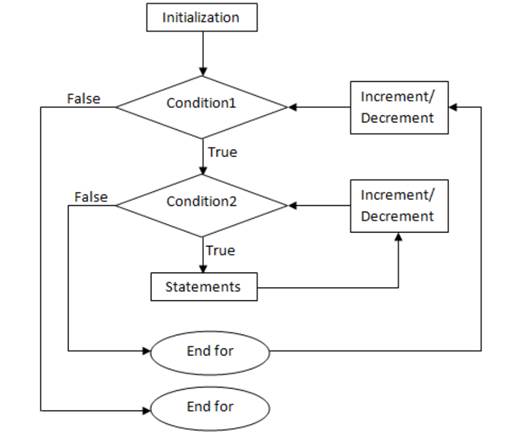 Initialization
False
Condition1
Increment/
Decrement
True
False
Condition2
Increment/
Decrement
True
Statements
End for
End for